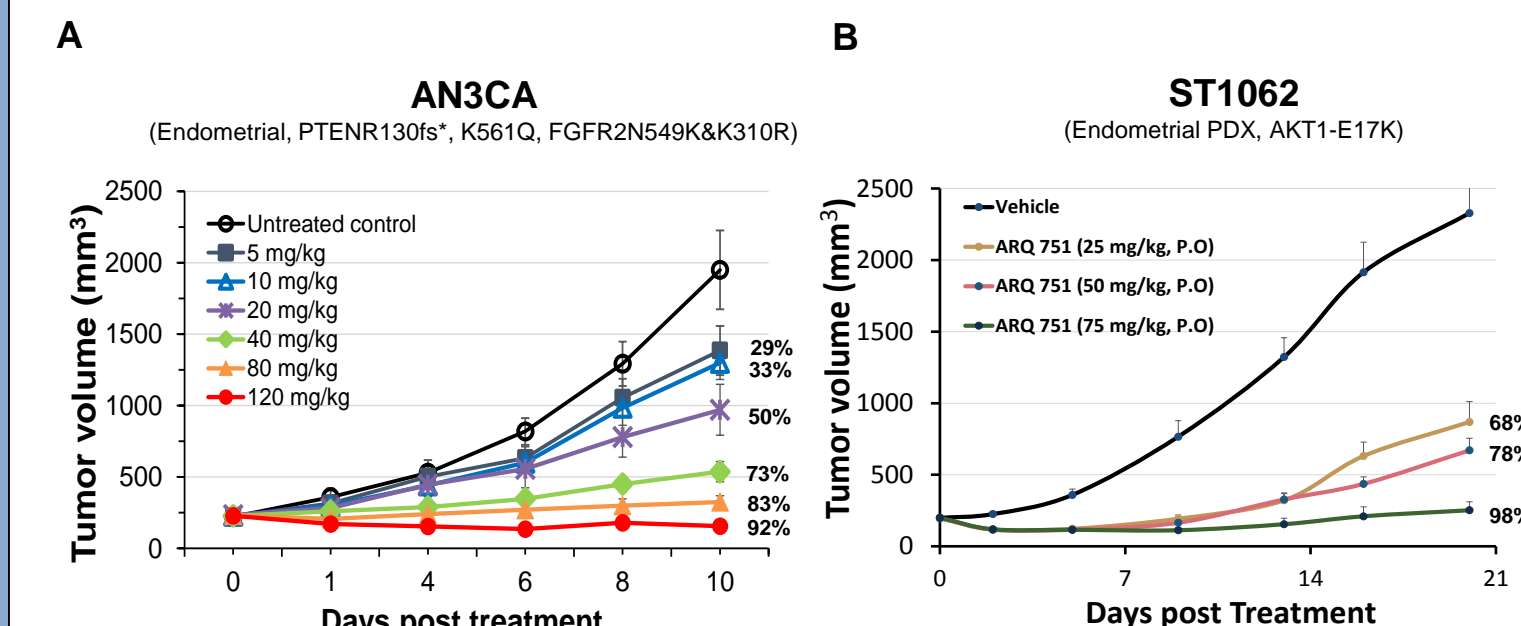 A
AN3CA
(Endometrial, PTENR130fs*, K561Q, FGFR2N549K&K310R)
Tumor volume (mm3)
2500
2000
1500
1000
500
0
Untreated control
5 mg/kg
10 mg/kg
20 mg/kg
40 mg/kg
80 mg/kg
120 mg/kg
29%
33%
50%
73%
83%
92%
0 1 4 6 8 10
Days post treatment
B
ST1062
(Endometrial PDX, AKT1-E17K)
Tumor volume (mm3)
2500
2000
1500
1000
500
0
Vehicle
ARQ 751 (25 mg/kg, P.O)
ARQ 751 (50 mg/kg, P.O)
ARQ 751 (75 mg/kg, P.O)
68%
78%
98%
0 7 14 21
Days post Treatment